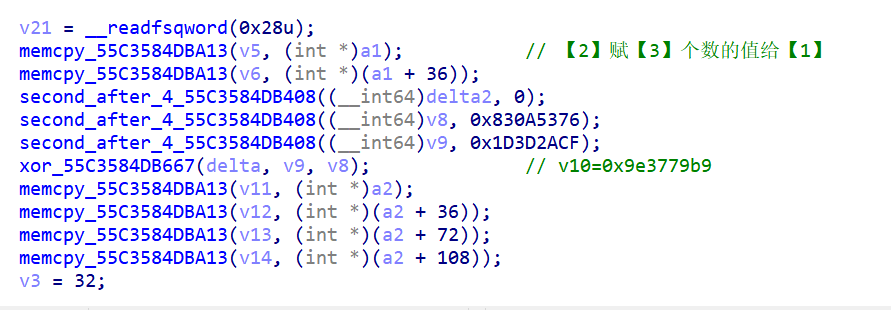 v21 = __readfsqword(0x28u);
memcpy_55C3584DBA13(v5, (int *)a1);                // 【2】赋【3】个数的值给【1】
memcpy_55C3584DBA13(v6, (int *)(a1 + 36));
second_after_4_55C3584DB408((__int64)delta2, 0);
second_after_4_55C3584DB408((__int64)v8, 0x830A5376);
second_after_4_55C3584DB408((__int64)v9, 0x1D3D2ACF);
xor_55C3584DB667(delta, v9, v8);                   // v10=0x9e3779b9
memcpy_55C3584DBA13(v11, (int *)a2);
memcpy_55C3584DBA13(v12, (int *)(a2 + 36));
memcpy_55C3584DBA13(v13, (int *)(a2 + 72));
memcpy_55C3584DBA13(v14, (int *)(a2 + 108));
v3 = 32;